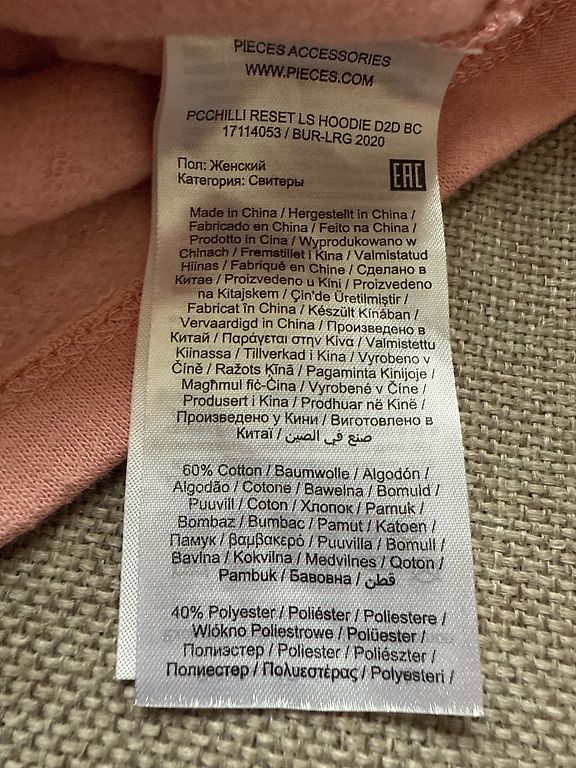 PIECES ACCESSORIES
WWW.PIECES.COM
PCCHILLI RESET LS HOODIE D2D BC
17114053 / BUR-LRG 2020
Пол: Женский
Категория: Свитеры
EAC
Made in China / Hergestellt in China /
Fabricado en China / Feito na China /
Prodotto in Cina / Wyprodukowano w
Chinach / Fremstillet i Kina / Valmistatud
Hiinas / Fabriqué en Chine / Сделано в
Китае / Proizvedeno u Kini / Proizvedeno
na Kitajskem / Çin'de Üretilmiştir /
Fabricat în China / Készült Kínában /
Vervaardigd in China / Произведено в
Китай / Παράγεται στην Κίνα / Valmistettu
Kiinassa / Tillverkad i Kina / Vyrobeno v
Číně / Ražots Ķīnā / Pagaminta Kinijoje /
Magħmul fiċ-Ċina / Vyrobené v Číne /
Produsert i Kina / Prodhuar në Kinë /
Произведено у Кини / Виготовлено в
Китаї / صنع في الصين
60% Cotton / Baumwolle / Algodón /
Algodão / Cotone / Bawełna / Bomuld /
Puuvill / Coton / Хлопок / Pamuk /
Bombaž / Bumbac / Pamut / Katoen /
Памук / βαμβακερό / Puuvilla / Bomull /
Bavlna / Kokvilna / Medvilnės / Qoton /
Pambuk / Бавовна / قطن
40% Polyester / Poliéster / Poliestere /
Włókno Poliestrowe / Polüester /
Полиэстер / Poliester / Poliészter /
Полиестер / Πολυεστέρας / Polyesteri /